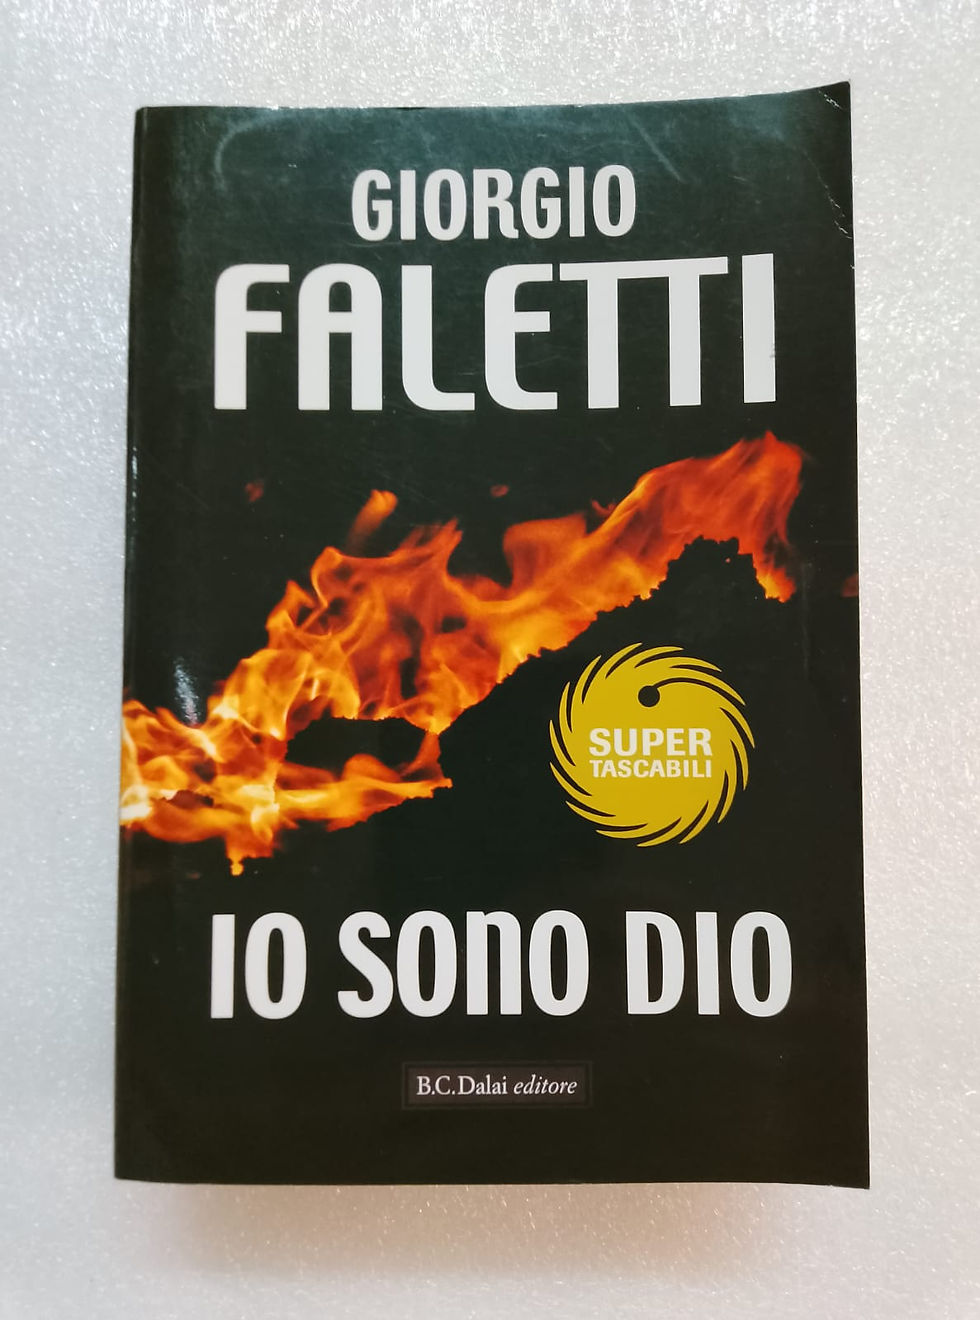 GIORGIO
FALETTI
SUPER
TASCABILI
IO SONO DIO
B.C.Dalai editore